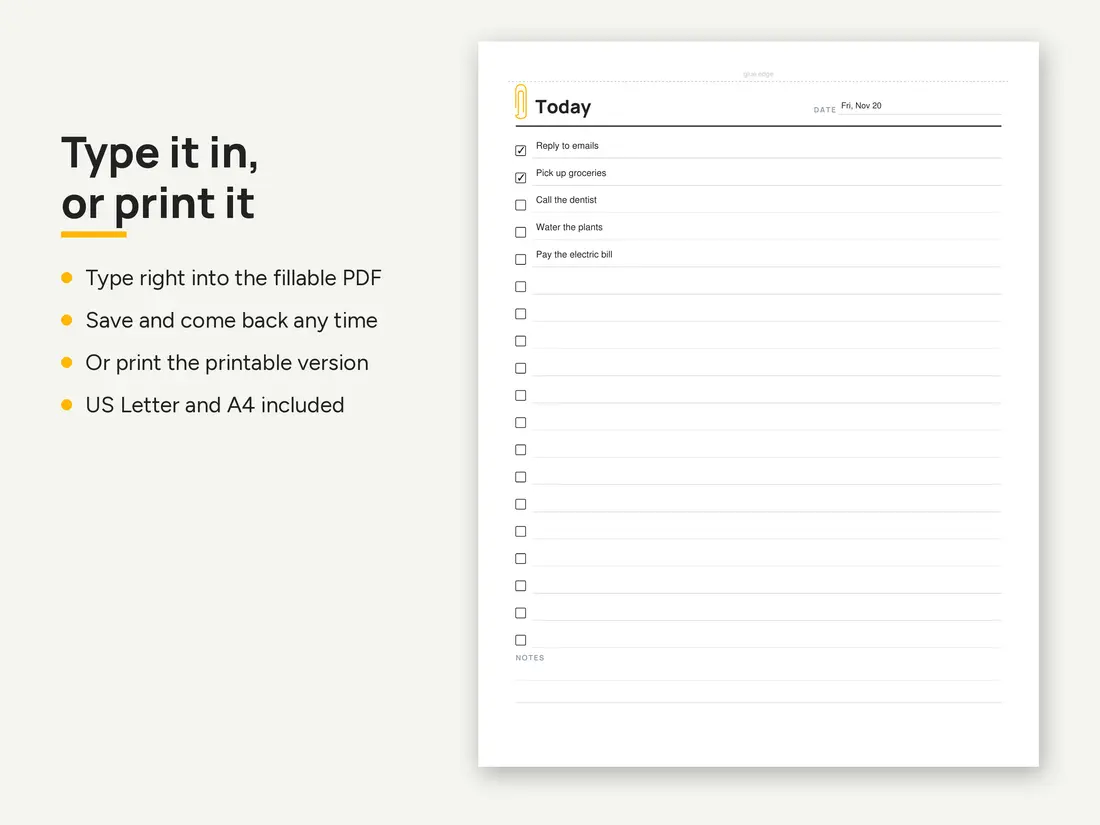 Type it in,
or print it
Type right into the fillable PDF
Save and come back any time
Or print the printable version
US Letter and A4 included
glue edge
Today
DATE Fri, Nov 20
Reply to emails
Pick up groceries
Call the dentist
Water the plants
Pay the electric bill
NOTES